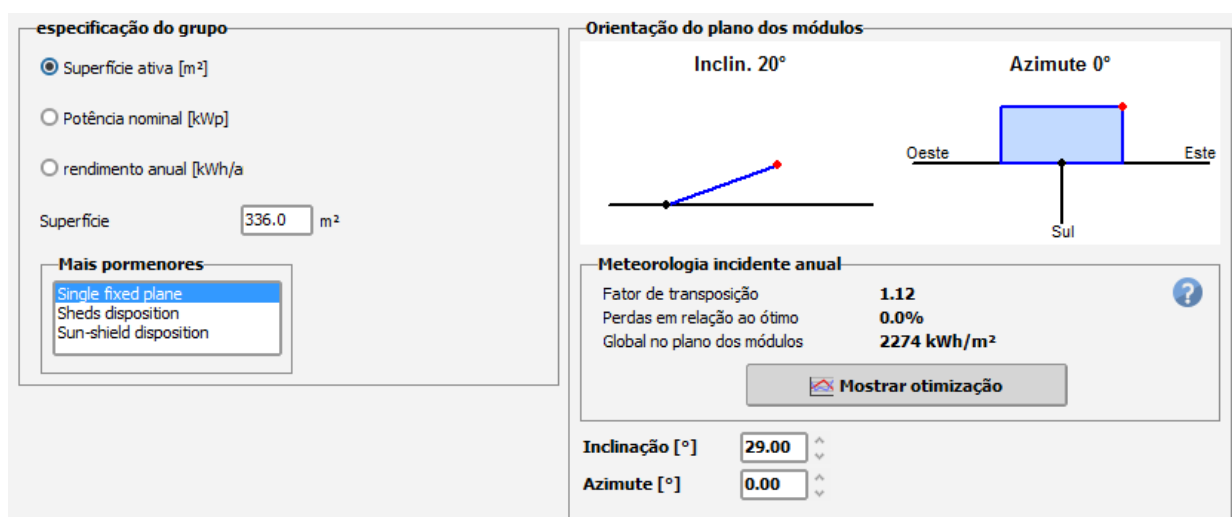 especificação do grupo
Superfície ativa [m²]
Potência nominal [kWp]
rendimento anual [kWh/a
Superfície 336.0 m²
Mais pormenores
Single fixed plane
Sheds disposition
Sun-shield disposition
Orientação do plano dos módulos
Inclin. 20° Azimute 0°
Oeste Este
Sul
Meteorologia incidente anual
Fator de transposição 1.12
Perdas em relação ao ótimo 0.0%
Global no plano dos módulos 2274 kWh/m²
?
Mostrar otimização
Inclinação [°] 29.00
Azimute [°] 0.00